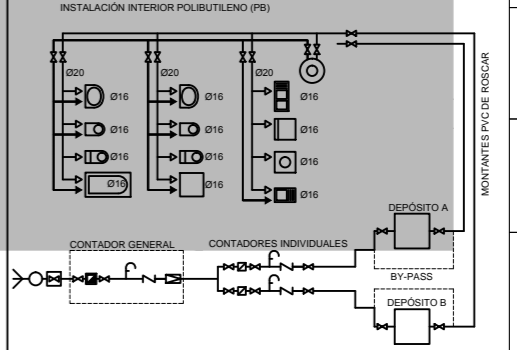 INSTALACIÓN INTERIOR POLIBUTILENO (PB)
Ø20 Ø20 Ø20
Ø16 Ø16 Ø16
Ø16 Ø16 Ø16
Ø16 Ø16 Ø16
Ø16 Ø16 Ø16
MONTANTES PVC DE ROSCAR
DEPÓSITO A
CONTADOR GENERAL
CONTADORES INDIVIDUALES
BY-PASS
DEPÓSITO B